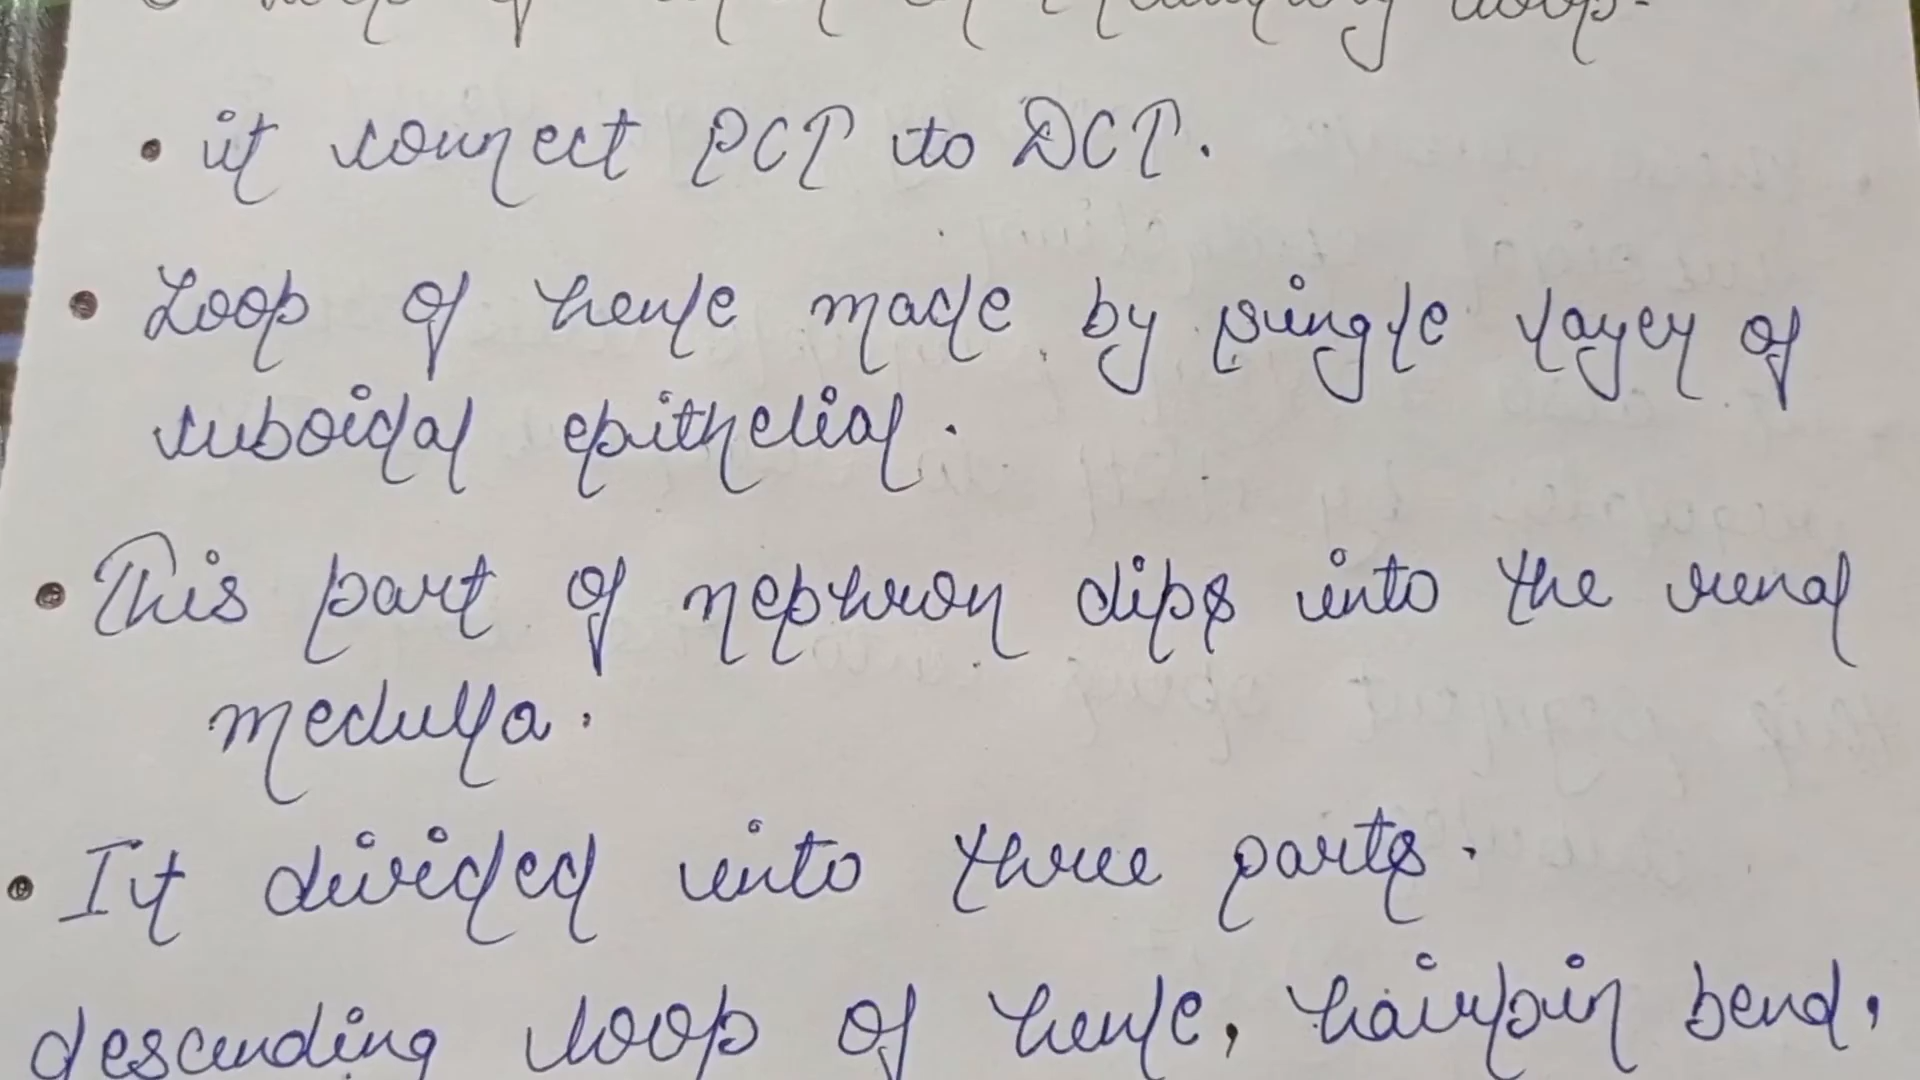 • it connect PCT to DCT.
• Loop of henle made by single layer of
cuboidal epithelial.
• This part of nephron dips into the renal
medulla.
• It divided into three parts.
descending loop of henle, hairpin bend,